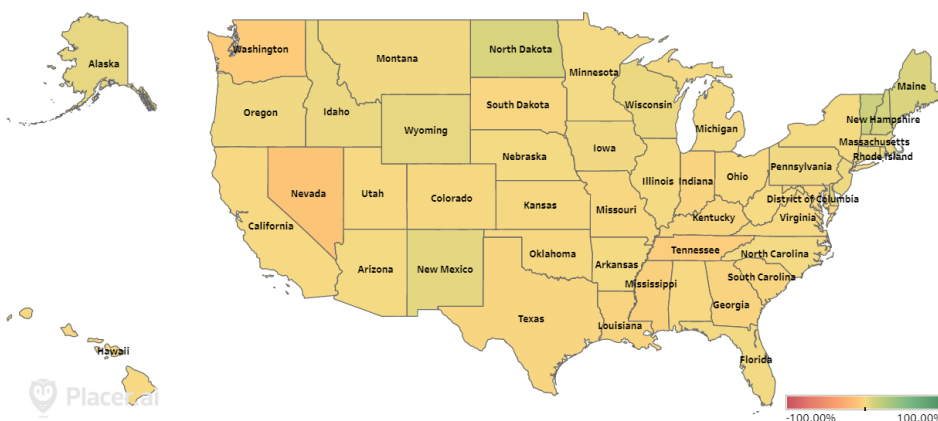 Alaska
Washington
Montana
North Dakota
Minnesota
Maine
Oregon
Idaho
Wyoming
South Dakota
Wisconsin
Michigan
New Hampshire
Massachusetts
Rhode Island
Nevada
Utah
Colorado
Nebraska
Kansas
Iowa
Illinois
Indiana
Ohio
Pennsylvania
District of Columbia
California
Missouri
Kentucky
Virginia
Arizona
New Mexico
Oklahoma
Arkansas
Tennessee
North Carolina
Mississippi
South Carolina
Georgia
Texas
Louisiana
Florida
Hawaii
Placer.ai
-100.00%
100.00%